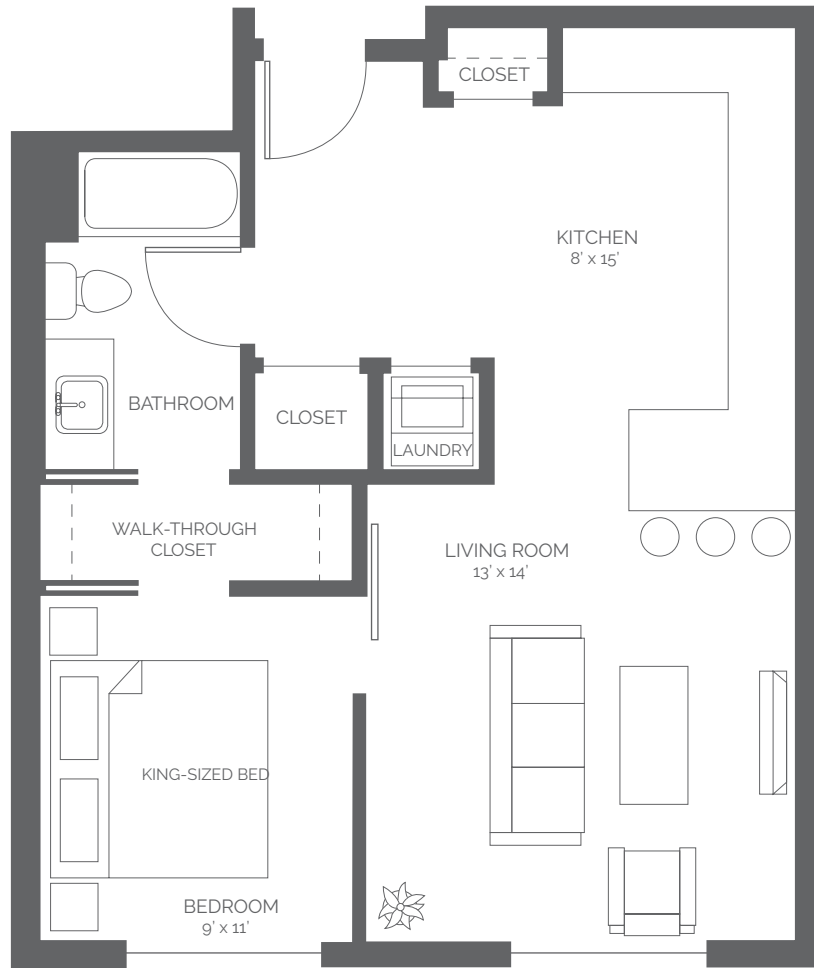 CLOSET
KITCHEN
8' x 15'
BATHROOM
CLOSET
LAUNDRY
WALK-THROUGH
CLOSET
LIVING ROOM
13' x 14'
KING-SIZED BED
BEDROOM
9' x 11'